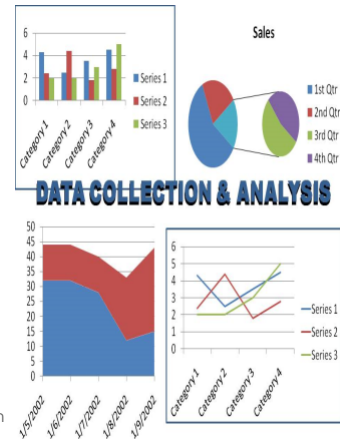 6
4
2
0
Category 1
Category 2
Category 3
Category 4
Series 1
Series 2
Series 3
Sales
1st Qtr
2nd Qtr
3rd Qtr
4th Qtr
DATA COLLECTION & ANALYSIS
50
45
40
35
30
25
20
15
10
5
0
1/5/2002
1/6/2002
1/7/2002
1/8/2002
1/9/2002
6
5
4
3
2
1
0
Category 1
Category 2
Category 3
Category 4
Series 1
Series 2
Series 3